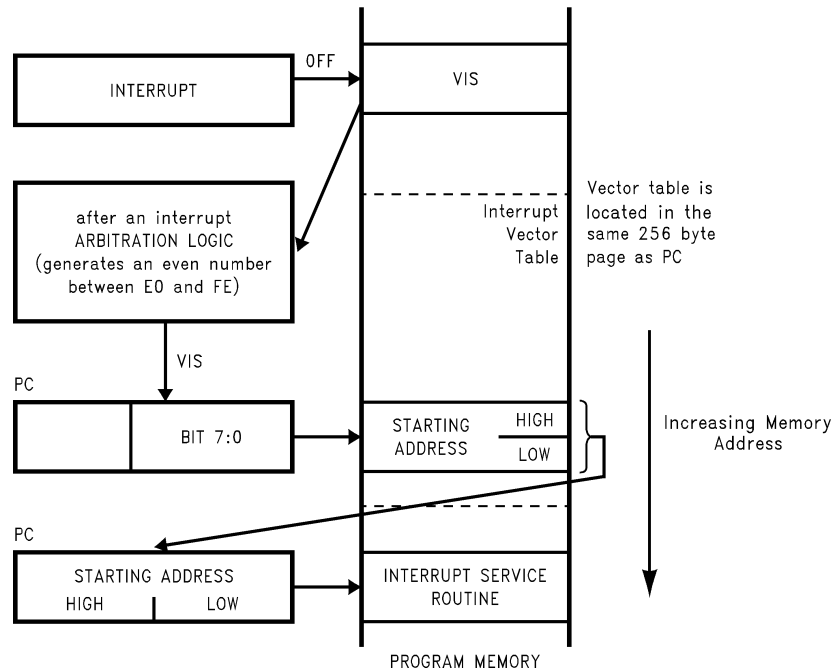 INTERRUPT
OFF
VIS
after an interrupt
ARBITRATION LOGIC
(generates an even number
between E0 and FE)
Interrupt
Vector
Table
Vector table is
located in the
same 256 byte
page as PC
VIS
PC
BIT 7:0
STARTING
ADDRESS
HIGH
LOW
Increasing Memory
Address
PC
STARTING ADDRESS
HIGH
LOW
INTERRUPT SERVICE
ROUTINE
PROGRAM MEMORY